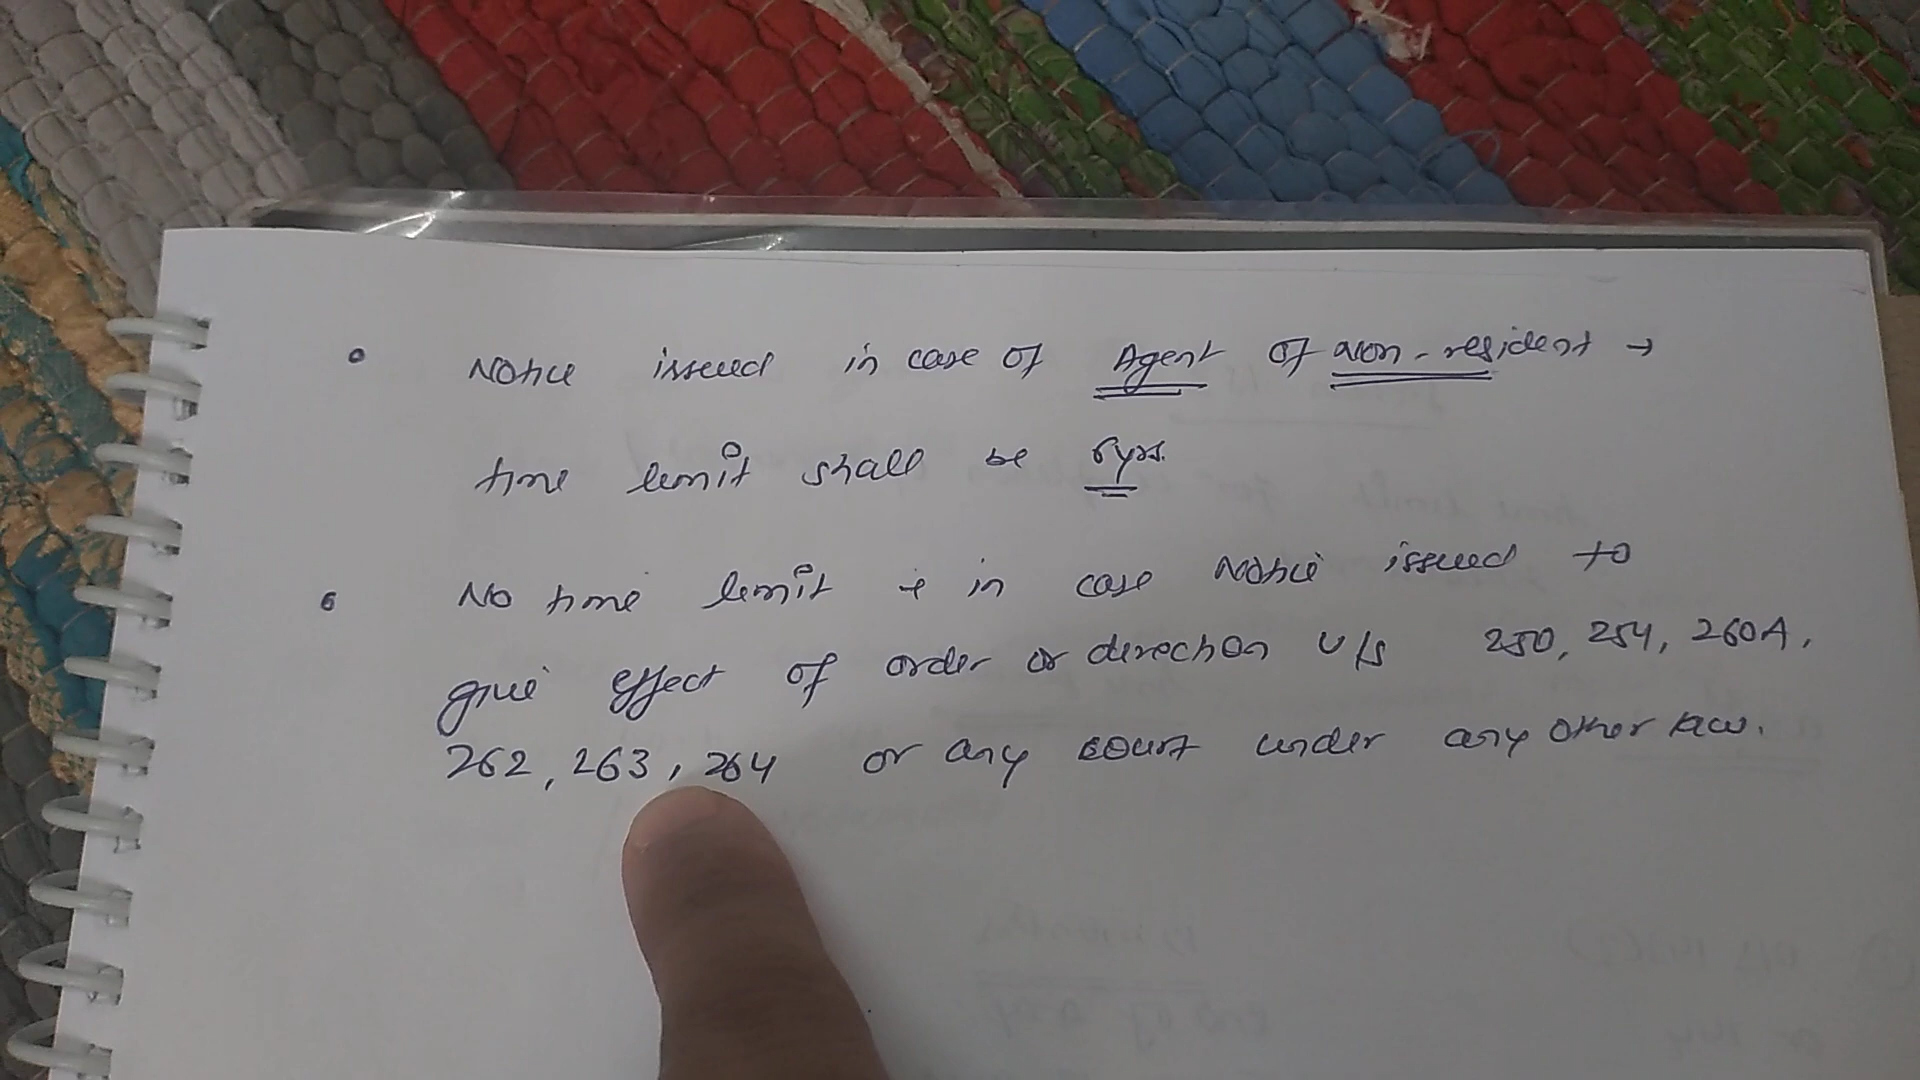 Notice issued in case of Agent of non-resident →
time limit shall be 6yrs.
No time limit in case notice issued to
give effect of order or direction u/s 250, 254, 260A,
262, 263, 264 or any court under any other law.